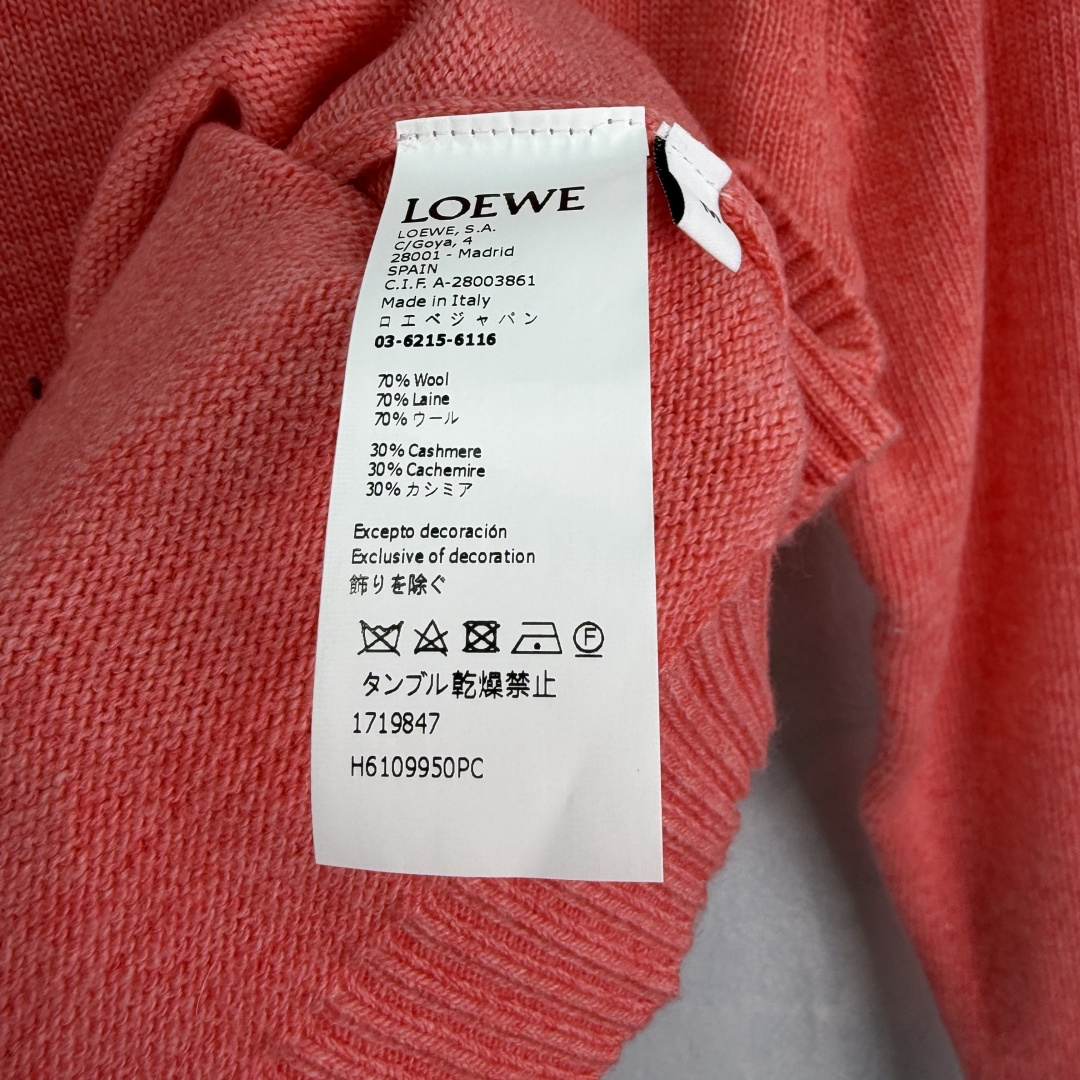 LOEWE
LOEWE, S.A.
C/Goya, 4
28001 - Madrid
SPAIN
C.I.F. A-28003861
Made in Italy
ロエベジャパン
03-6215-6116
70% Wool
70% Laine
70% ウール
30% Cashmere
30% Cachemire
30% カシミア
Excepto decoración
Exclusive of decoration
飾りを除ぐ
F
タンブル乾燥禁止
1719847
H6109950PC